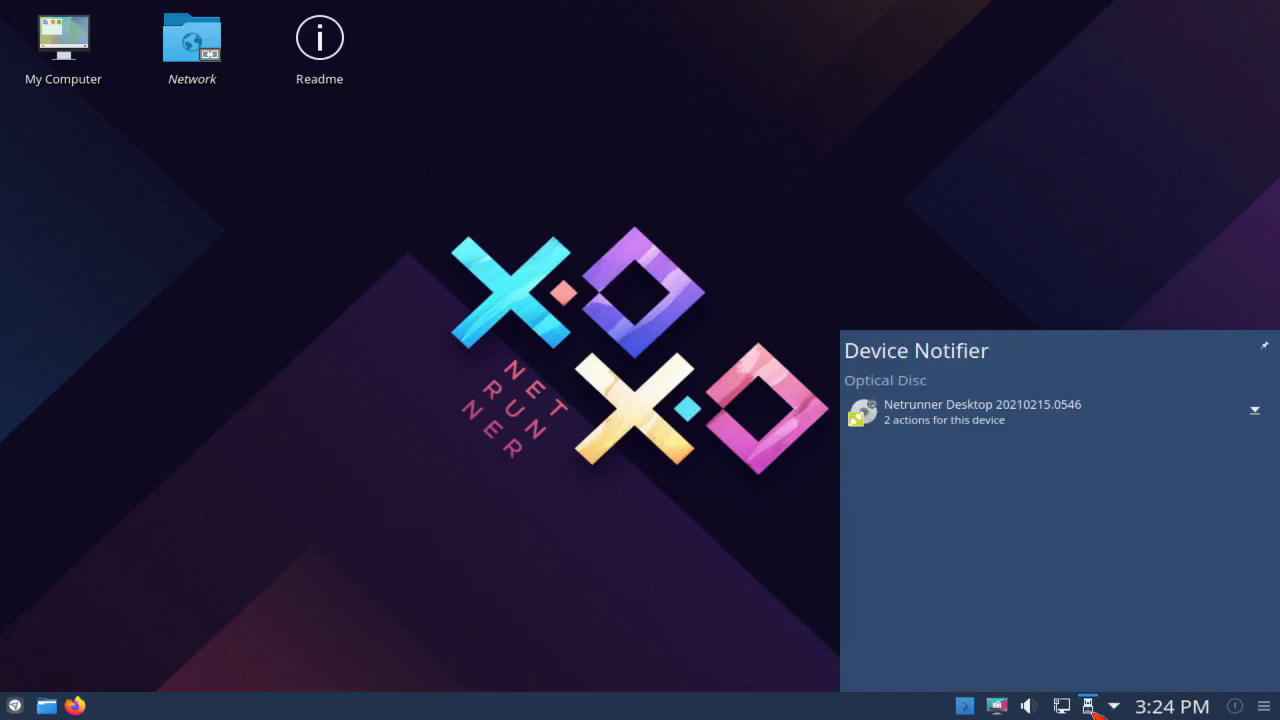 My Computer
Network
Readme
NET
RUN
NER
Device Notifier
Optical Disc
Netrunner Desktop 20210215.0546
2 actions for this device
3:24 PM